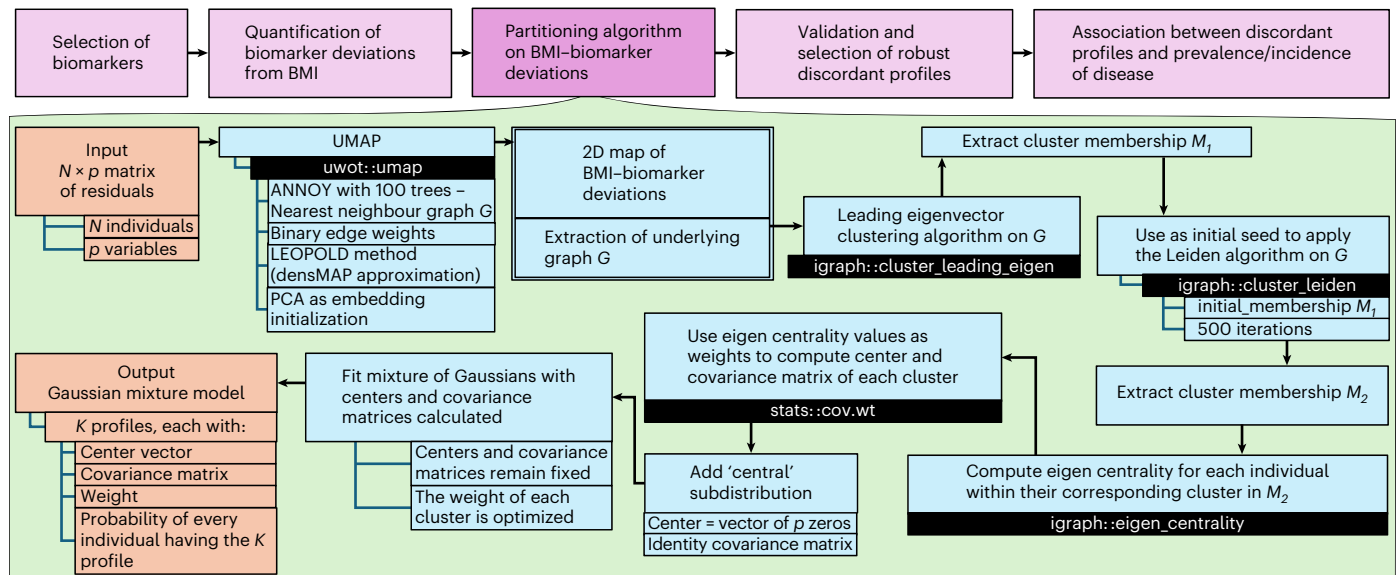 Selection of
biomarkers
Quantification of
biomarker deviations
from BMI
Partitioning algorithm
on BMI–biomarker
deviations
Validation and
selection of robust
discordant profiles
Association between discordant
profiles and prevalence/incidence
of disease
Input
N × p matrix
of residuals
N individuals
p variables
UMAP
uwot::umap
ANNOY with 100 trees –
Nearest neighbour graph G
Binary edge weights
LEOPOLD method
(densMAP approximation)
PCA as embedding
initialization
2D map of
BMI–biomarker
deviations
Extraction of underlying
graph G
Leading eigenvector
clustering algorithm on G
igraph::cluster_leading_eigen
Extract cluster membership M1
Use as initial seed to apply
the Leiden algorithm on G
igraph::cluster_leiden
initial_membership M1
500 iterations
Extract cluster membership M2
Compute eigen centrality for each individual
within their corresponding cluster in M2
igraph::eigen_centrality
Use eigen centrality values as
weights to compute center and
covariance matrix of each cluster
stats::cov.wt
Add ‘central’
subdistribution
Center = vector of p zeros
Identity covariance matrix
Fit mixture of Gaussians with
centers and covariance
matrices calculated
Centers and covariance
matrices remain fixed
The weight of each
cluster is optimized
Output
Gaussian mixture model
K profiles, each with:
Center vector
Covariance matrix
Weight
Probability of every
individual having the K
profile